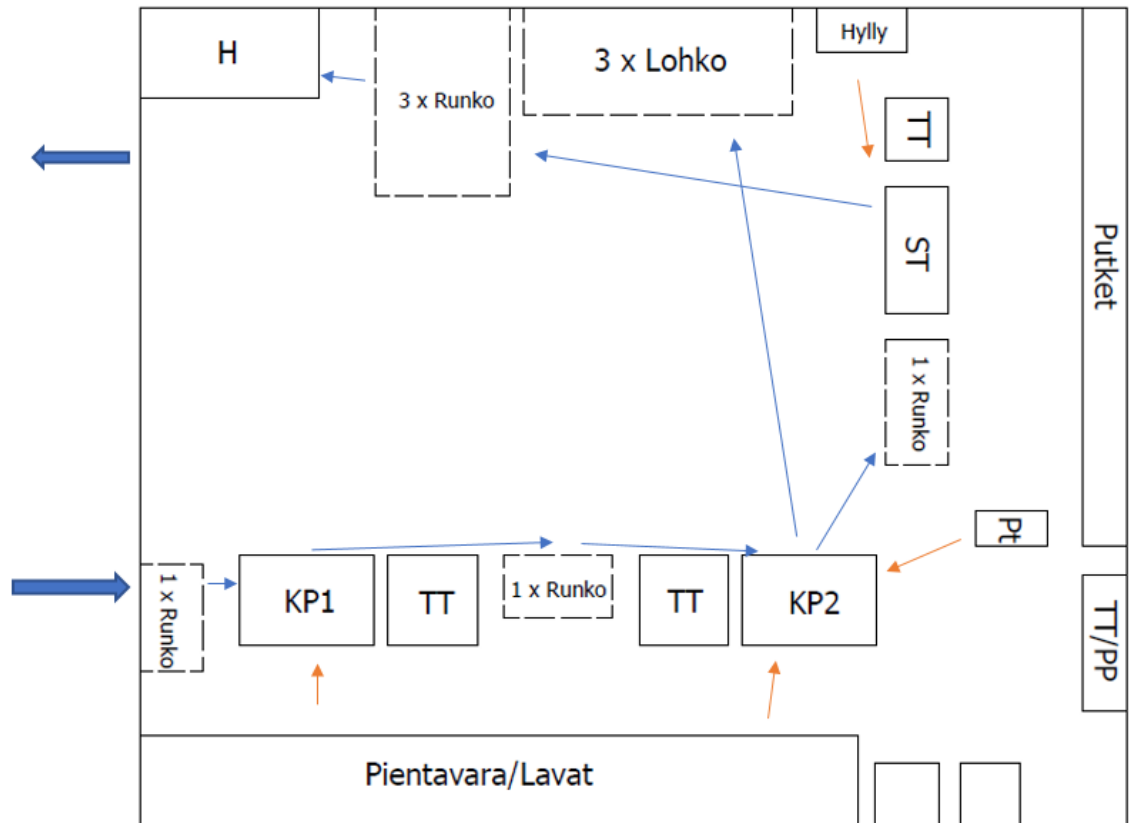 H
3 x Runko
3 x Lohko
Hylly
TT
ST
Putket
1 x Runko
Pt
1 x Runko
KP1
TT
1 x Runko
TT
KP2
TT/PP
Pientavara/Lavat